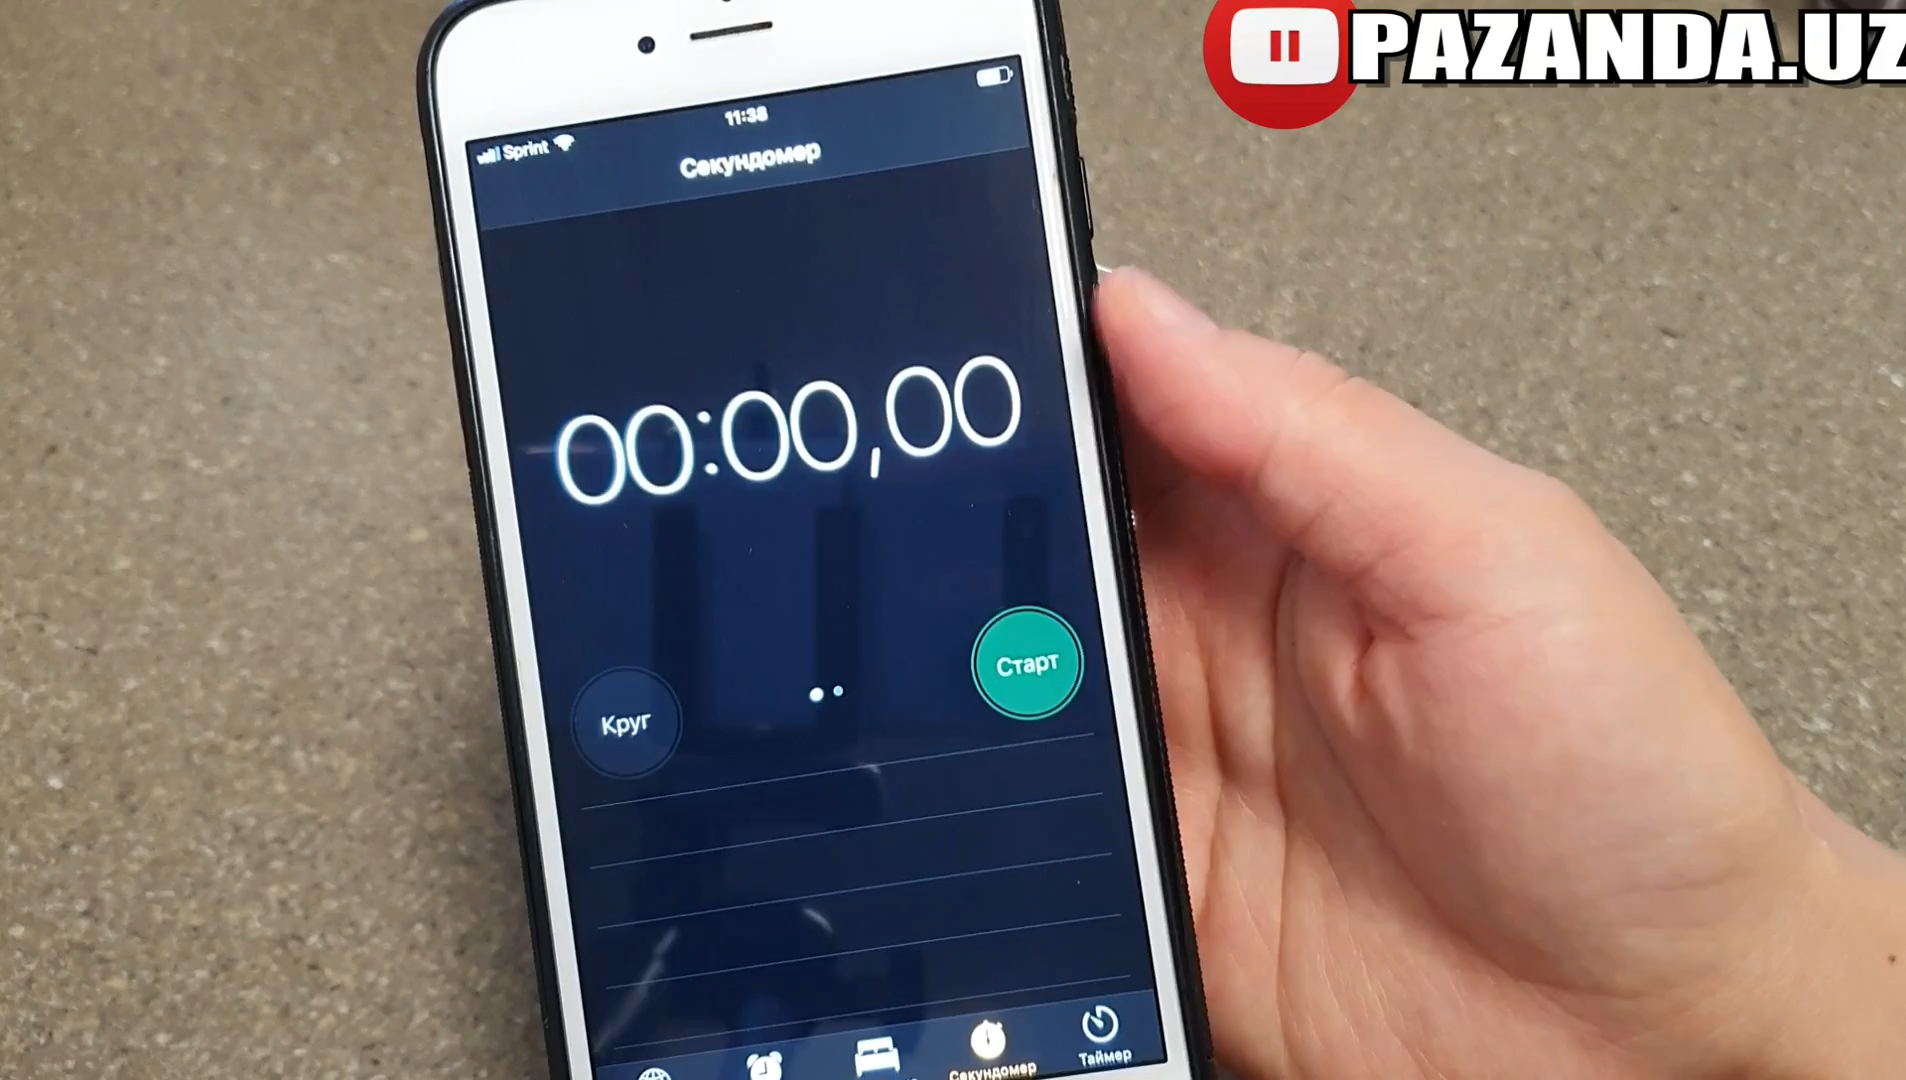 PAZANDA.UZ
11:38
Sprint
Секундомер
00:00,00
Старт
Круг
Секундомер
Таймер